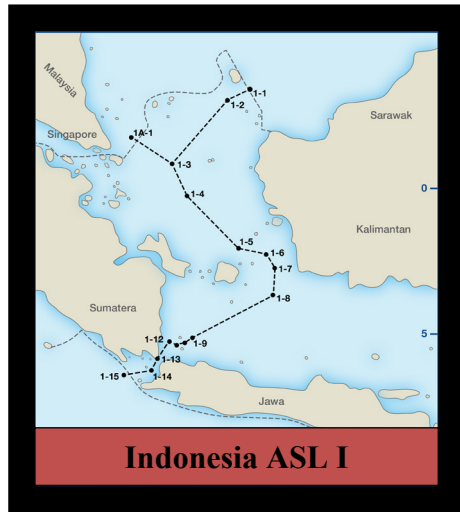 Malaysia
1-1
1-2
Sarawak
Singapore
1A-1
1-3
0
1-4
Kalimantan
1-5
1-6
1-7
Sumatera
1-8
5
1-12
1-9
1-13
1-14
1-15
Jawa
Indonesia ASL I